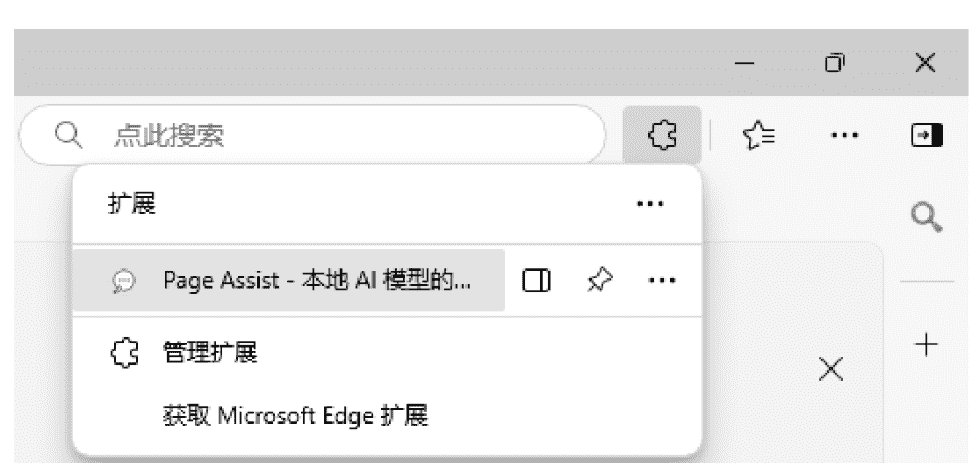 点此搜索
扩展
Page Assist - 本地 AI 模型的...
管理扩展
获取 Microsoft Edge 扩展